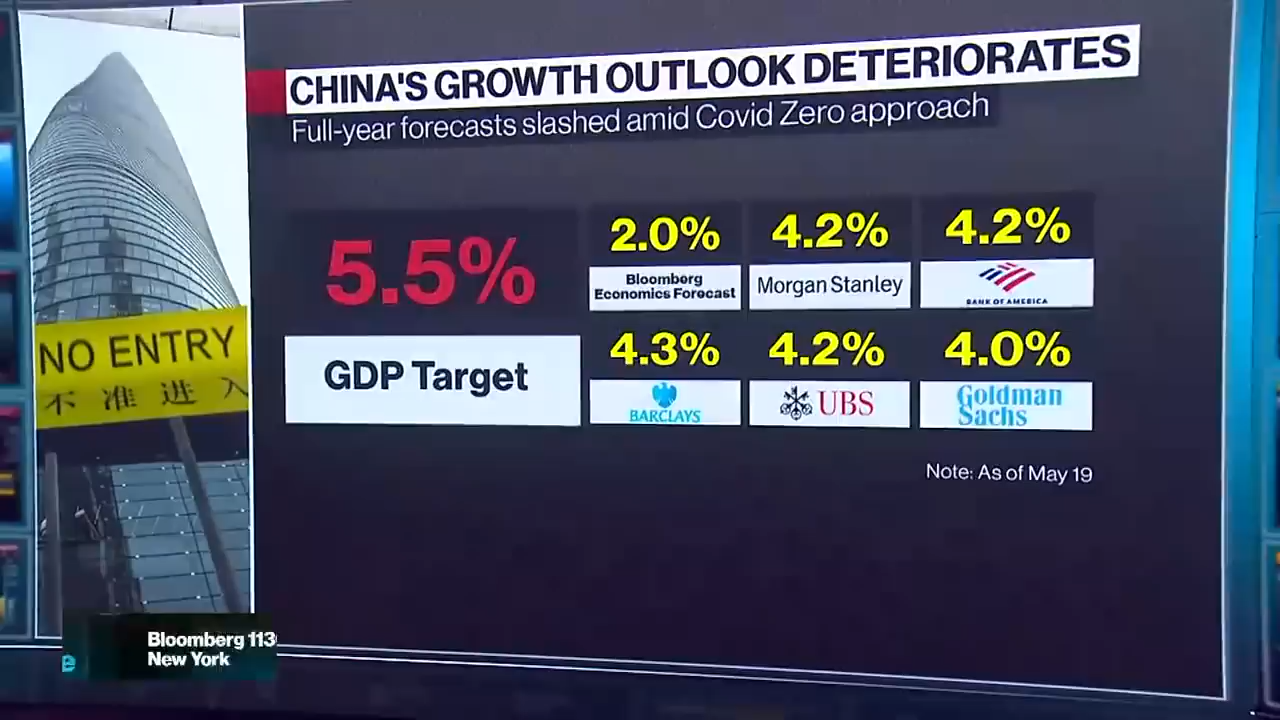 CHINA'S GROWTH OUTLOOK DETERIORATES
Full-year forecasts slashed amid Covid Zero approach
5.5%
GDP Target
2.0%
Bloomberg
Economics Forecast
4.2%
Morgan Stanley
4.2%
BANK OF AMERICA
4.3%
BARCLAYS
4.2%
UBS
4.0%
Goldman
Sachs
Note: As of May 19
NO ENTRY
不准进入
Bloomberg 113
New York
e